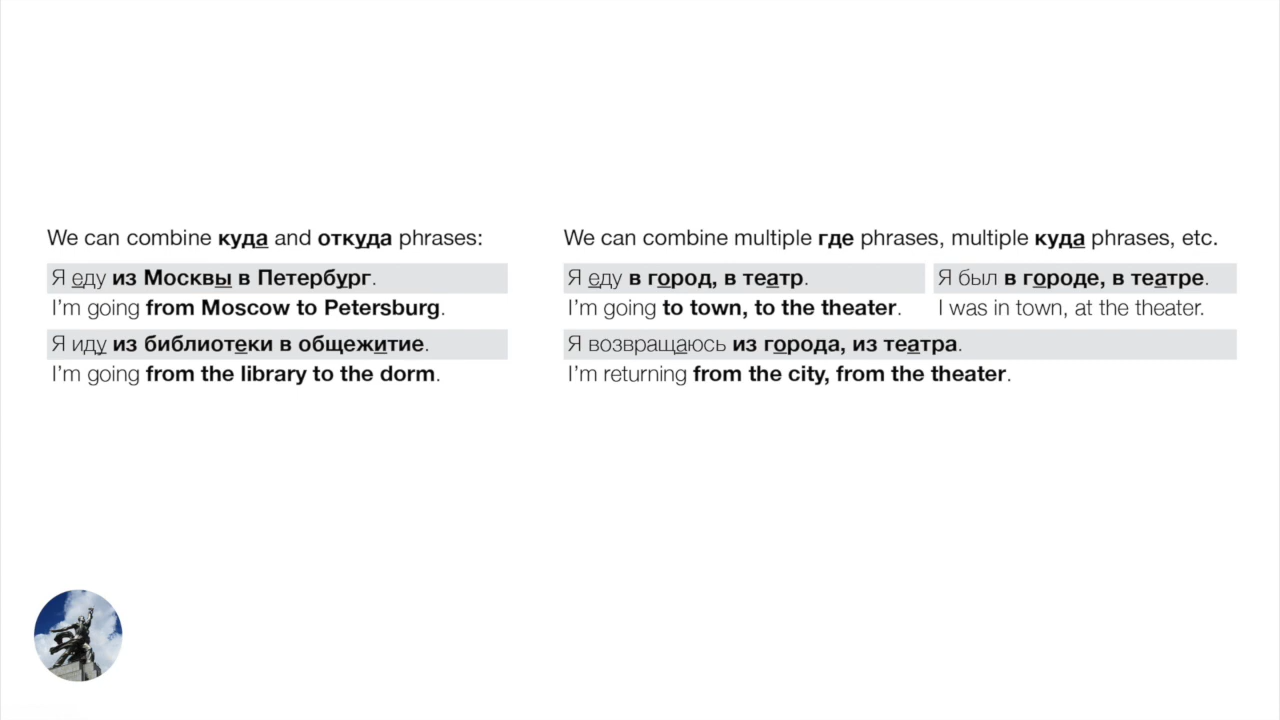 We can combine куда and откуда phrases:
Я еду из Москвы в Петербург.
I'm going from Moscow to Petersburg.
Я иду из библиотеки в общежитие.
I'm going from the library to the dorm.
We can combine multiple где phrases, multiple куда phrases, etc.
Я еду в город, в театр.
I'm going to town, to the theater.
Я был в городе, в театре.
I was in town, at the theater.
Я возвращаюсь из города, из театра.
I'm returning from the city, from the theater.